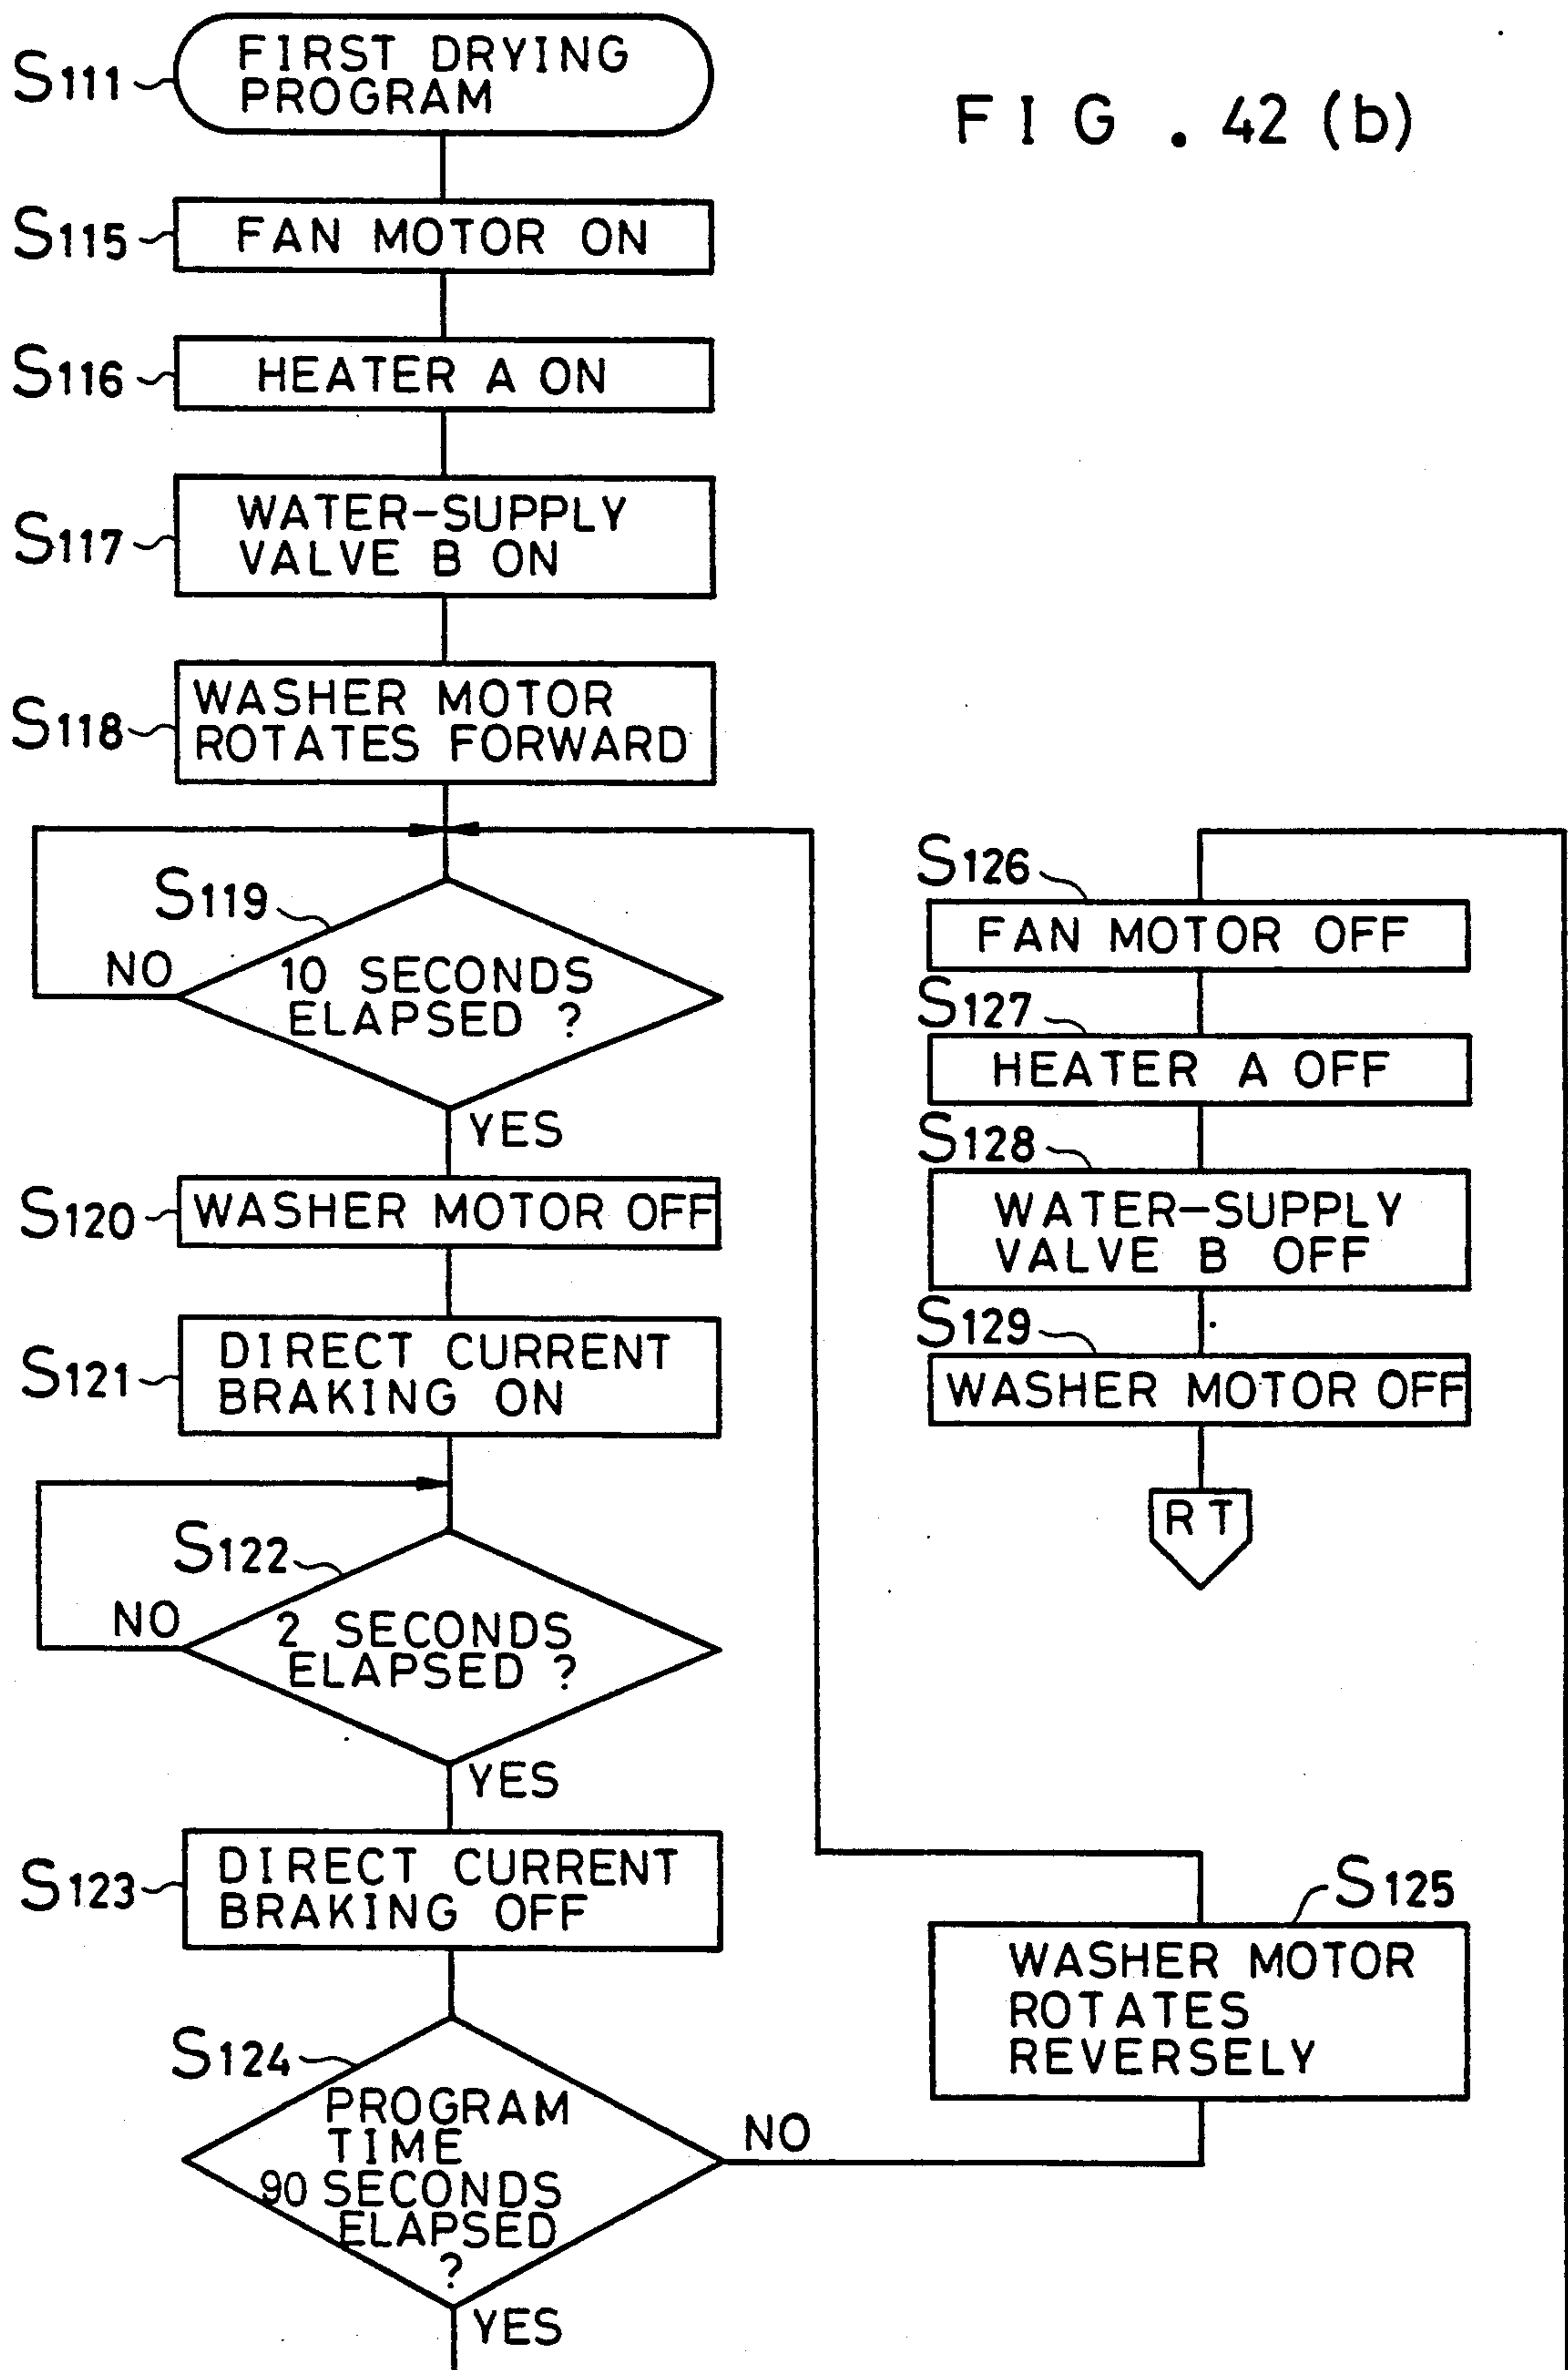 FIG. 42 (b)
S111
FIRST DRYING
PROGRAM
S115
FAN MOTOR ON
S116
HEATER A ON
S117
WATER-SUPPLY
VALVE B ON
S118
WASHER MOTOR
ROTATES FORWARD
S119
10 SECONDS
ELAPSED ?
NO
YES
S120
WASHER MOTOR OFF
S121
DIRECT CURRENT
BRAKING ON
S122
2 SECONDS
ELAPSED ?
NO
YES
S123
DIRECT CURRENT
BRAKING OFF
S124
PROGRAM
TIME
90 SECONDS
ELAPSED
?
NO
YES
S125
WASHER MOTOR
ROTATES
REVERSELY
S126
FAN MOTOR OFF
S127
HEATER A OFF
S128
WATER-SUPPLY
VALVE B OFF
S129
WASHER MOTOR OFF
RT